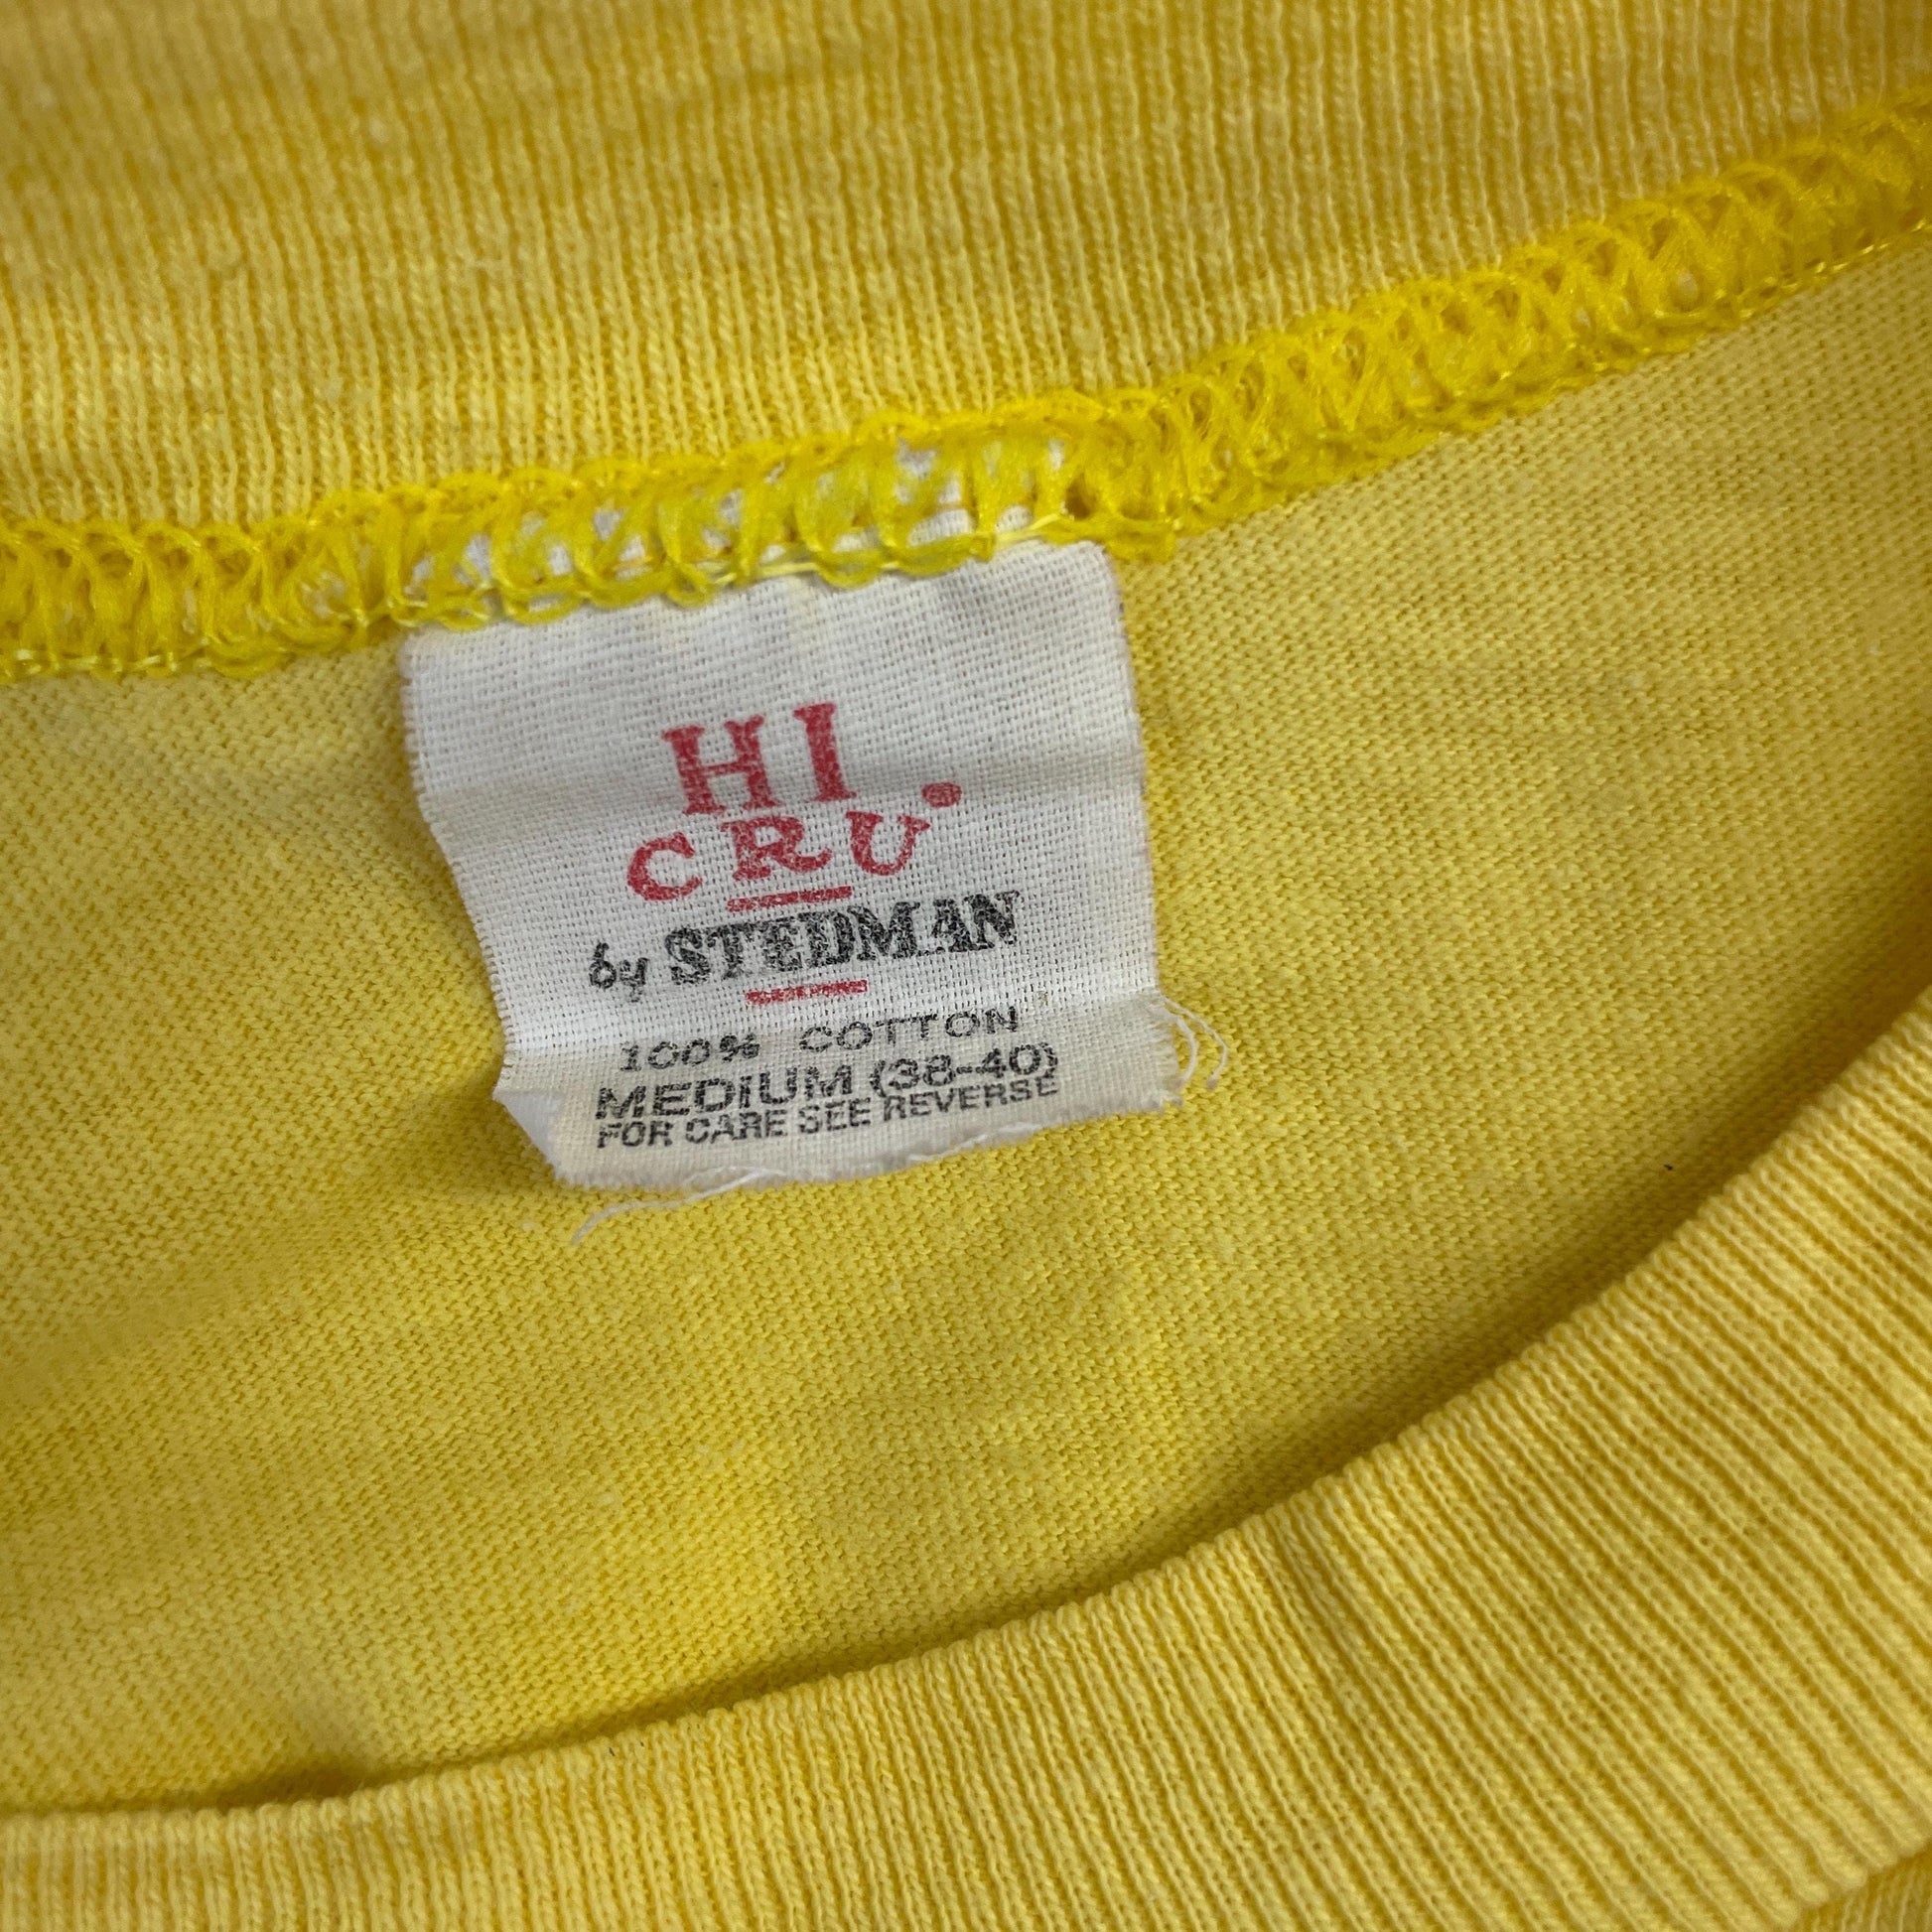 HI.
CRU
by STEDMAN
100% COTTON
MEDIUM (38-40)
FOR CARE SEE REVERSE